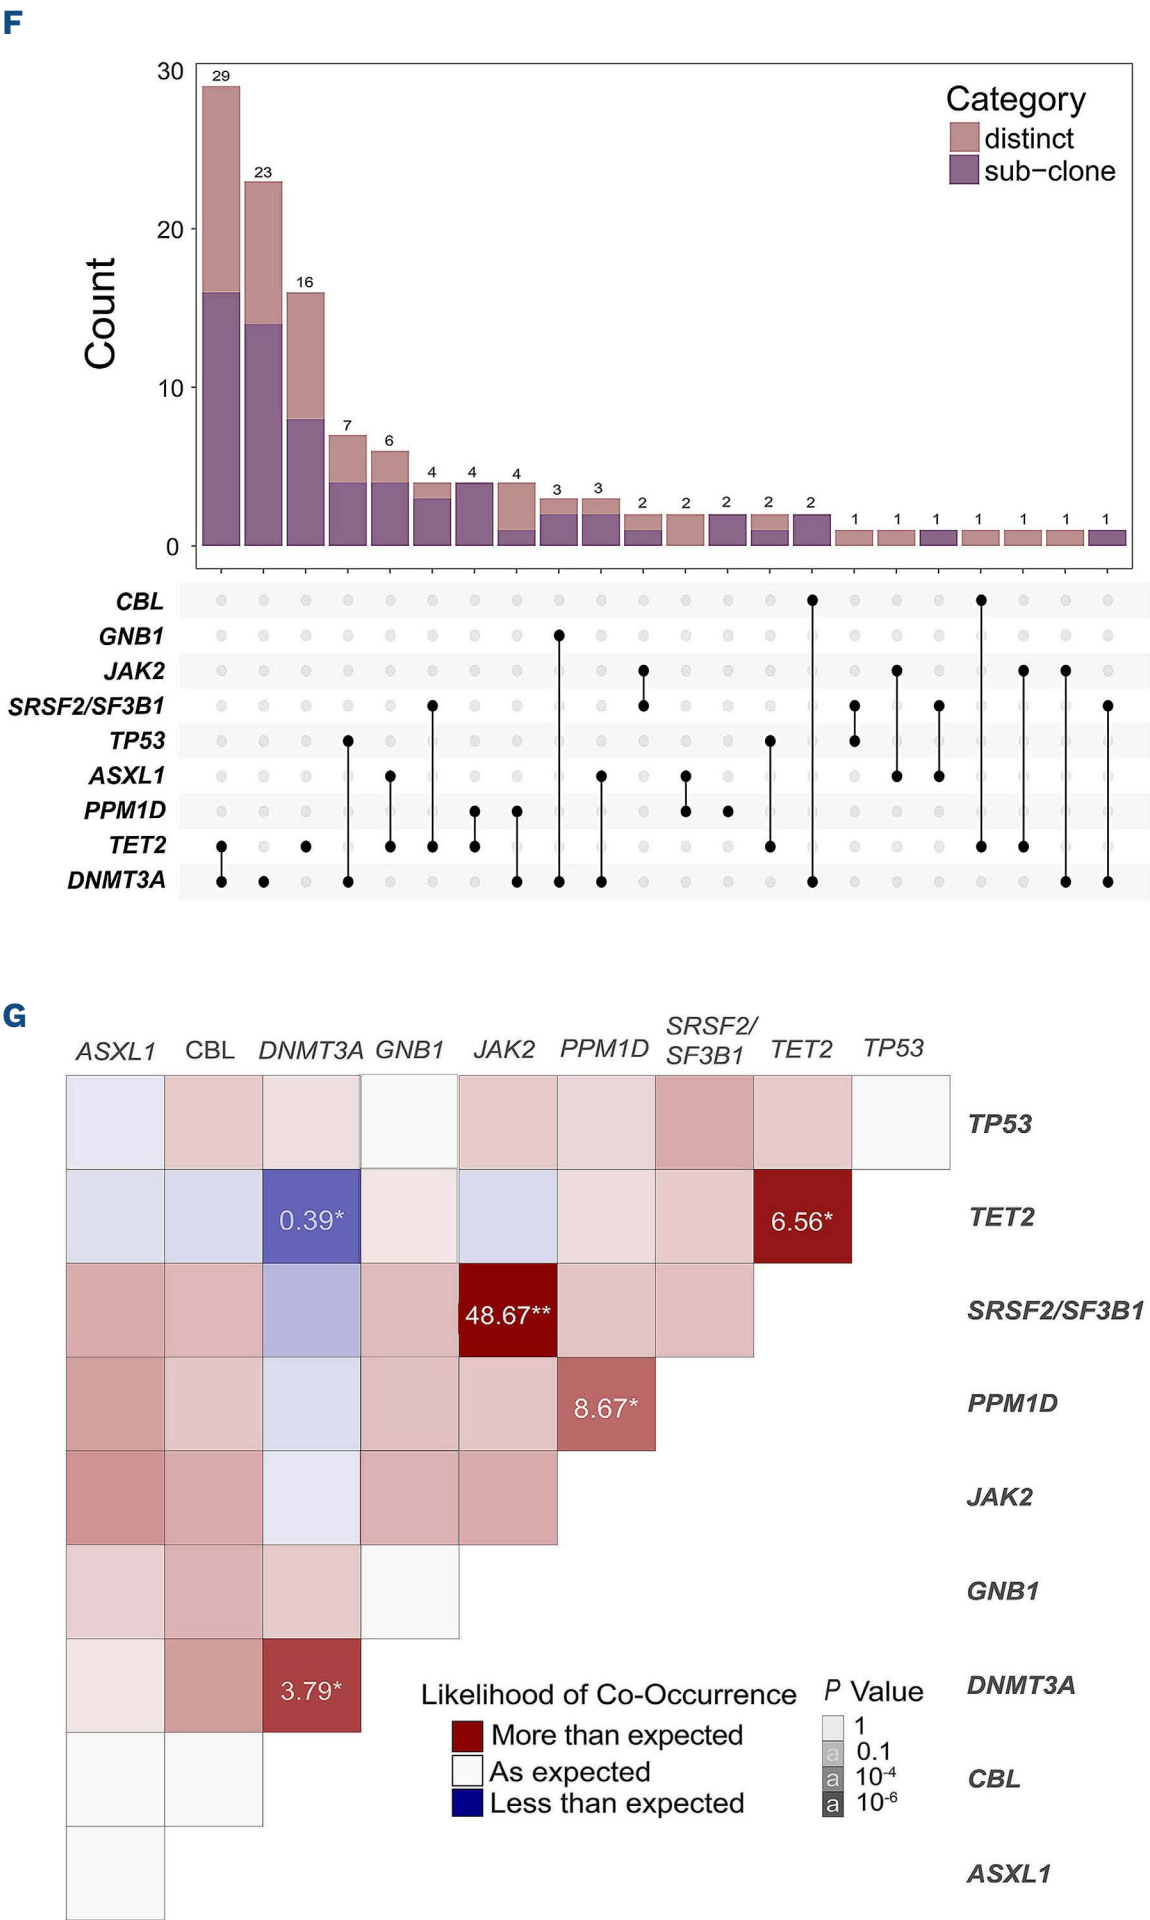 F
30
20
10
0
Count
29
23
16
7
6
4
4
4
3
3
2
2
2
2
2
1
1
1
1
1
1
1
Category
distinct
sub−clone
CBL
GNB1
JAK2
SRSF2/SF3B1
TP53
ASXL1
PPM1D
TET2
DNMT3A
G
ASXL1 CBL DNMT3A GNB1 JAK2 PPM1D SRSF2/
SF3B1 TET2 TP53
TP53
0.39* 6.56* TET2
48.67** SRSF2/SF3B1
8.67* PPM1D
JAK2
GNB1
3.79* DNMT3A
CBL
ASXL1
Likelihood of Co-Occurrence
More than expected
As expected
Less than expected
P Value
1
a 0.1
a 10-4
a 10-6